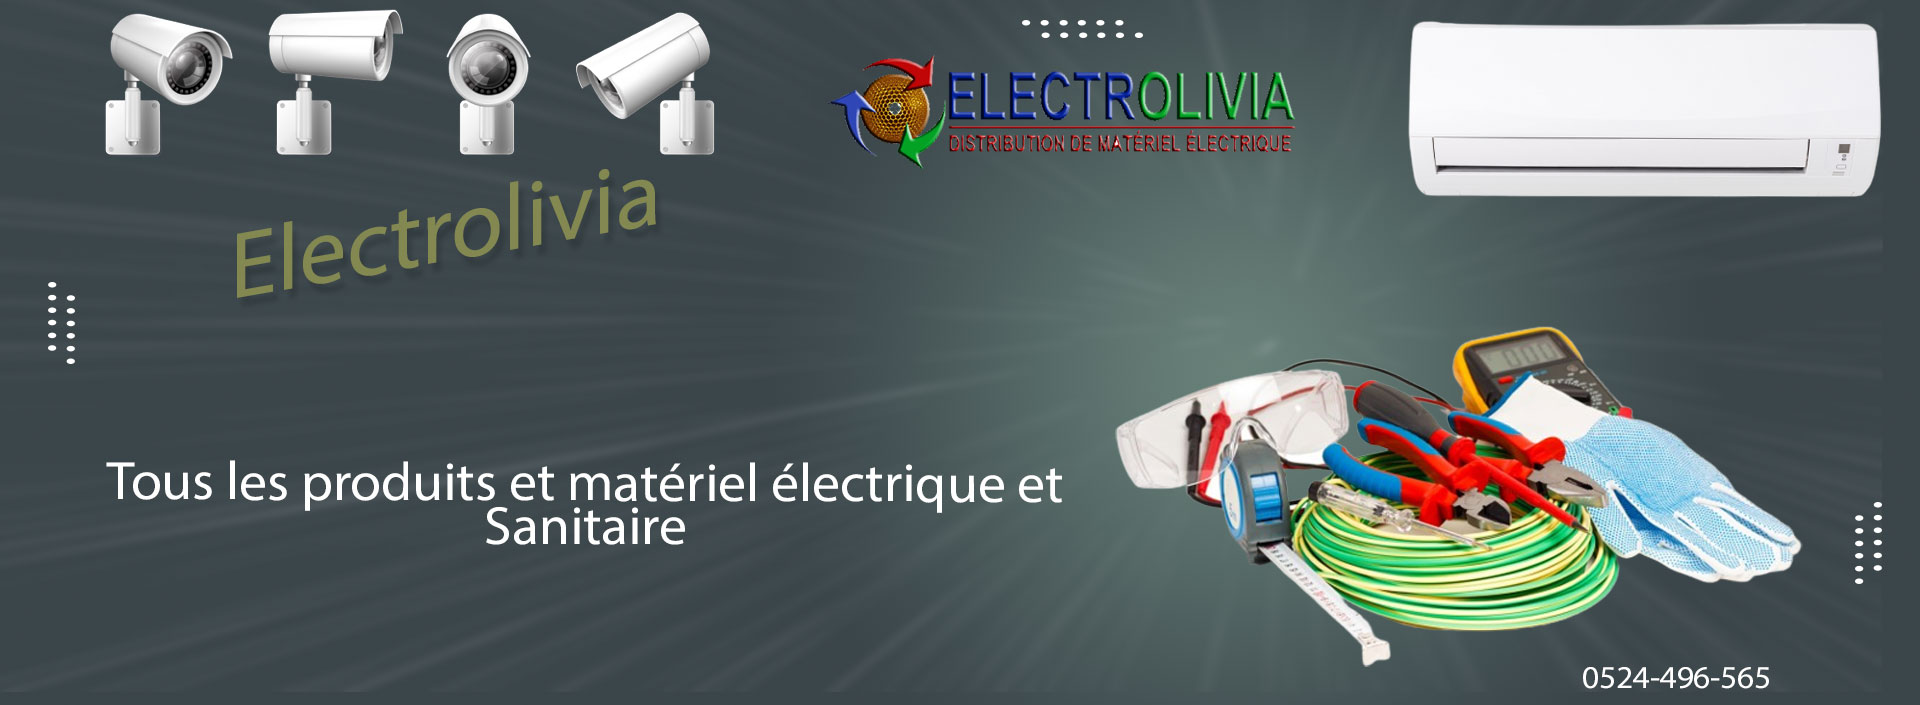 ELECTROLIVIA
DISTRIBUTION DE MATÉRIEL ÉLECTRIQUE
Electrolivia
Tous les produits et matériel électrique et
Sanitaire
0524-496-565